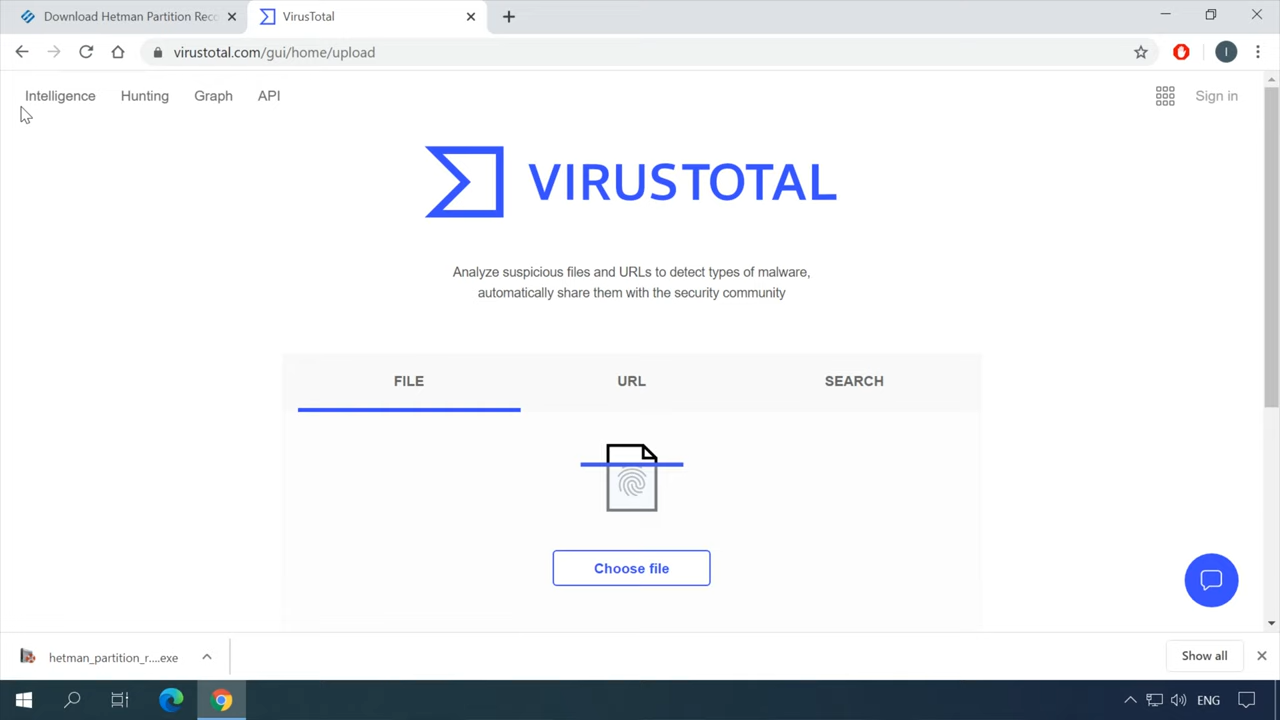 Download Hetman Partition Reco
VirusTotal
virustotal.com/gui/home/upload
I
Intelligence Hunting Graph API
Sign in
VIRUSTOTAL
Analyze suspicious files and URLs to detect types of malware,
automatically share them with the security community
FILE URL SEARCH
Choose file
hetman_partition_r....exe
Show all
ENG